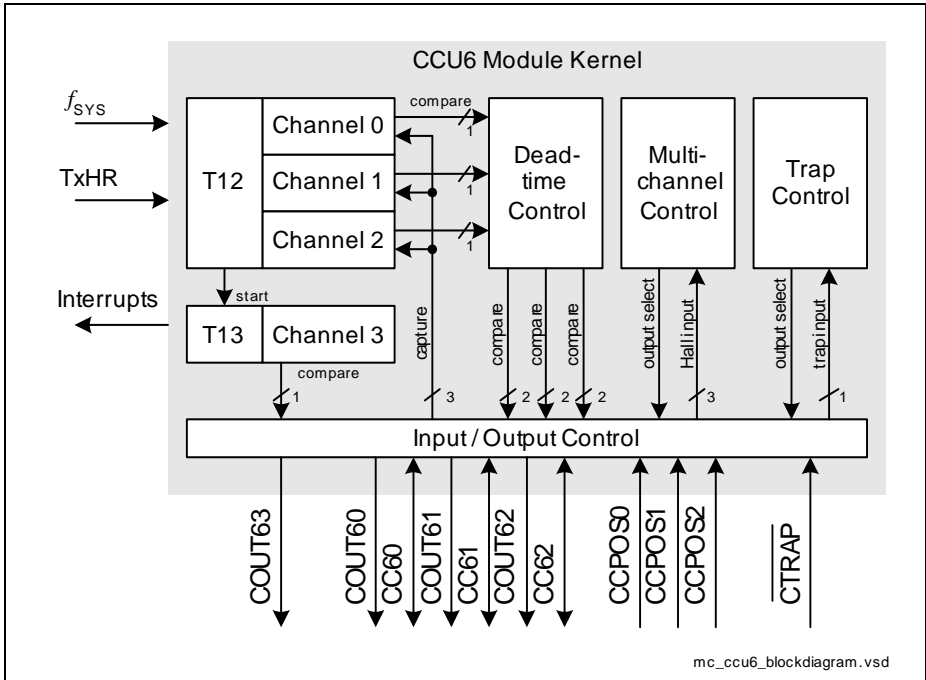 CCU6 Module Kernel
fSYS
TxHR
Interrupts
T12
Channel 0
Channel 1
Channel 2
compare
1
1
1
Dead-
time
Control
Multi-
channel
Control
Trap
Control
start
T13
Channel 3
compare
1
capture
3
compare
2
compare
2
compare
2
output select
Hall input
3
output select
trap input
1
Input / Output Control
COUT63
COUT60
CC60
COUT61
CC61
COUT62
CC62
CCPOS0
CCPOS1
CCPOS2
CTRAP
mc_ccu6_blockdiagram.vsd